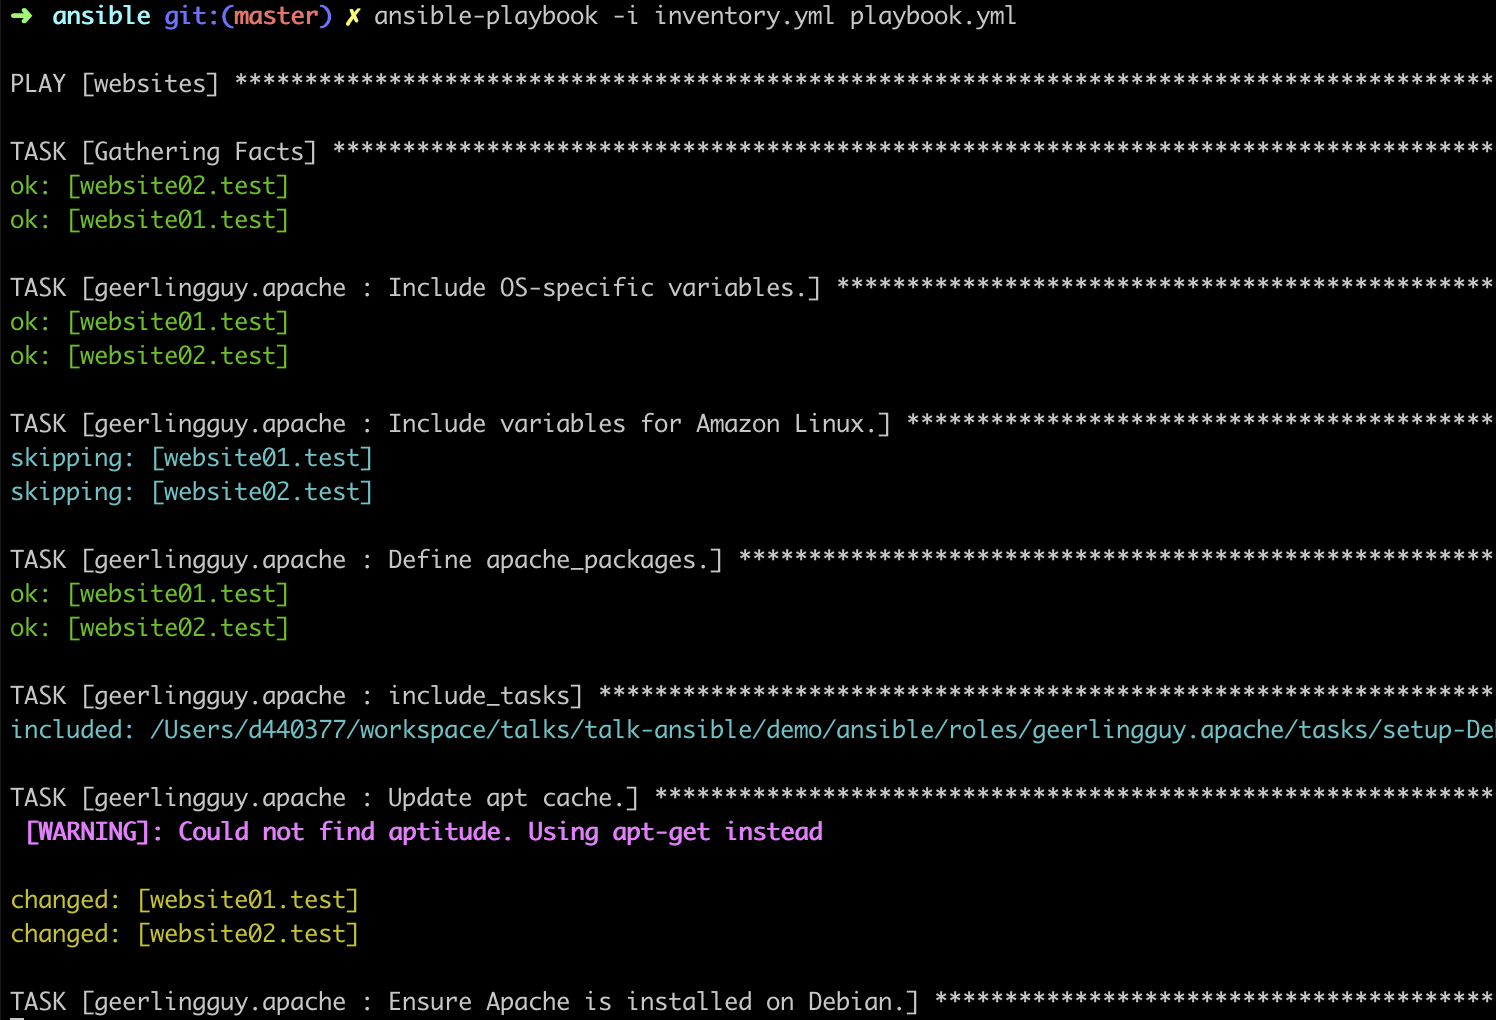 ➜ ansible git:(master) ✗ ansible-playbook -i inventory.yml playbook.yml
PLAY [websites] ******************************************************************************************
TASK [Gathering Facts] ***********************************************************************************
ok: [website02.test]
ok: [website01.test]
TASK [geerlingguy.apache : Include OS-specific variables.] ***********************************************
ok: [website01.test]
ok: [website02.test]
TASK [geerlingguy.apache : Include variables for Amazon Linux.] ******************************************
skipping: [website01.test]
skipping: [website02.test]
TASK [geerlingguy.apache : Define apache_packages.] ******************************************************
ok: [website01.test]
ok: [website02.test]
TASK [geerlingguy.apache : include_tasks] ****************************************************************
included: /Users/d440377/workspace/talks/talk-ansible/demo/ansible/roles/geerlingguy.apache/tasks/setup-De
TASK [geerlingguy.apache : Update apt cache.] ************************************************************
[WARNING]: Could not find aptitude. Using apt-get instead
changed: [website01.test]
changed: [website02.test]
TASK [geerlingguy.apache : Ensure Apache is installed on Debian.] ****************************************